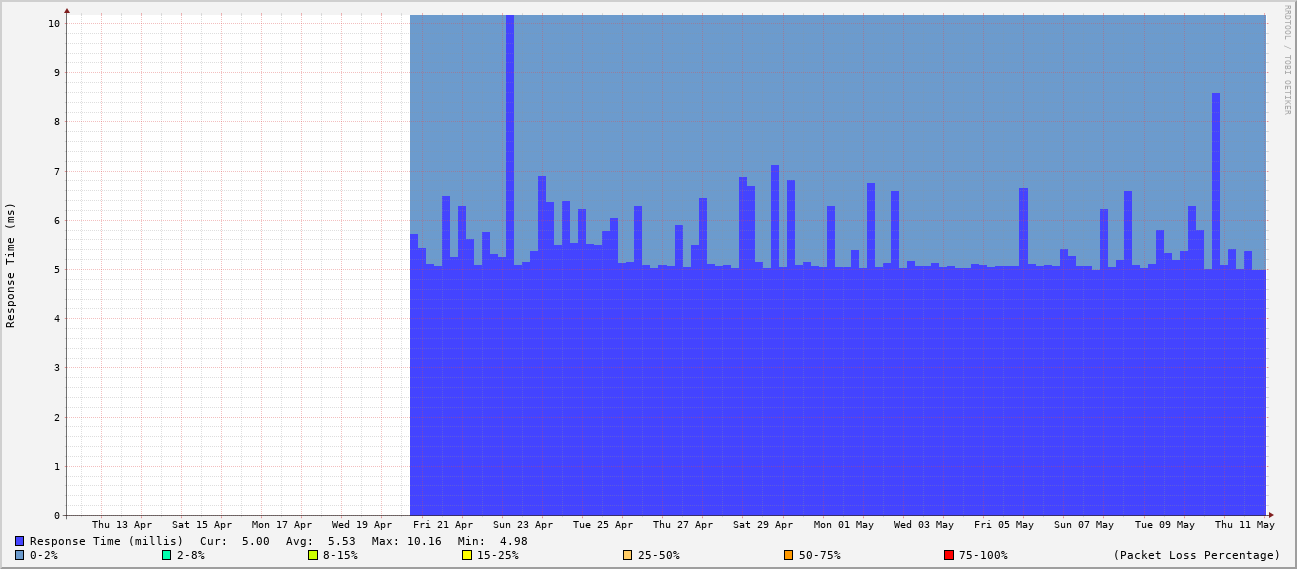 RRDTOOL / TOBI OETIKER
Response Time (ms)
10
9
8
7
6
5
4
3
2
1
0
Thu 13 Apr Sat 15 Apr Mon 17 Apr Wed 19 Apr Fri 21 Apr Sun 23 Apr Tue 25 Apr Thu 27 Apr Sat 29 Apr Mon 01 May Wed 03 May Fri 05 May Sun 07 May Tue 09 May Thu 11 May
Response Time (millis) Cur: 5.00 Avg: 5.53 Max: 10.16 Min: 4.98
0-2% 2-8% 8-15% 15-25% 25-50% 50-75% 75-100% (Packet Loss Percentage)